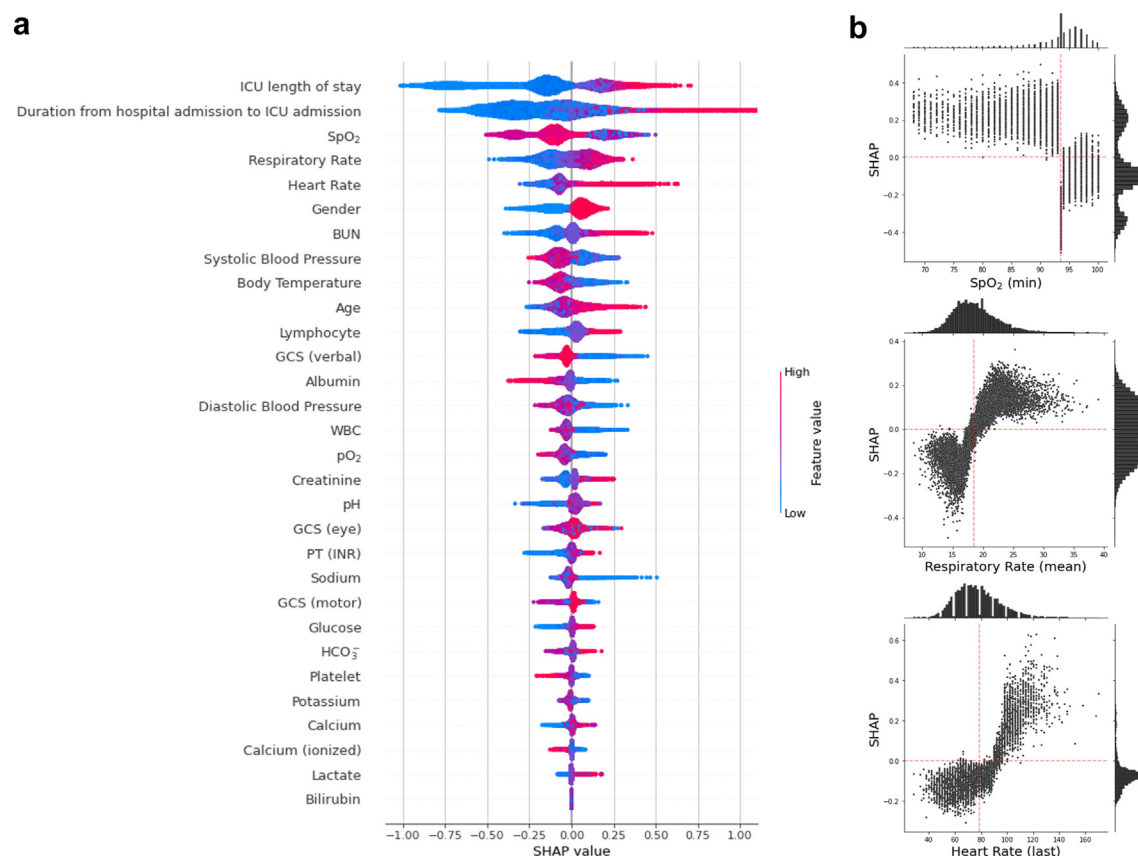 a
ICU length of stay
Duration from hospital admission to ICU admission
SpO₂
Respiratory Rate
Heart Rate
Gender
BUN
Systolic Blood Pressure
Body Temperature
Age
Lymphocyte
GCS (verbal)
Albumin
Diastolic Blood Pressure
WBC
pO₂
Creatinine
pH
GCS (eye)
PT (INR)
Sodium
GCS (motor)
Glucose
HCO₃⁻
Platelet
Potassium
Calcium
Calcium (ionized)
Lactate
Bilirubin
−1.00 −0.75 −0.50 −0.25 0.00 0.25 0.50 0.75 1.00
SHAP value
High
Feature value
Low
b
0.4
0.2
0.0
−0.2
−0.4
SHAP
70 75 80 85 90 95 100
SpO₂ (min)
0.4
0.2
0.0
−0.2
−0.4
SHAP
10 15 20 25 30 35 40
Respiratory Rate (mean)
0.6
0.4
0.2
0.0
−0.2
SHAP
40 60 80 100 120 140 160
Heart Rate (last)